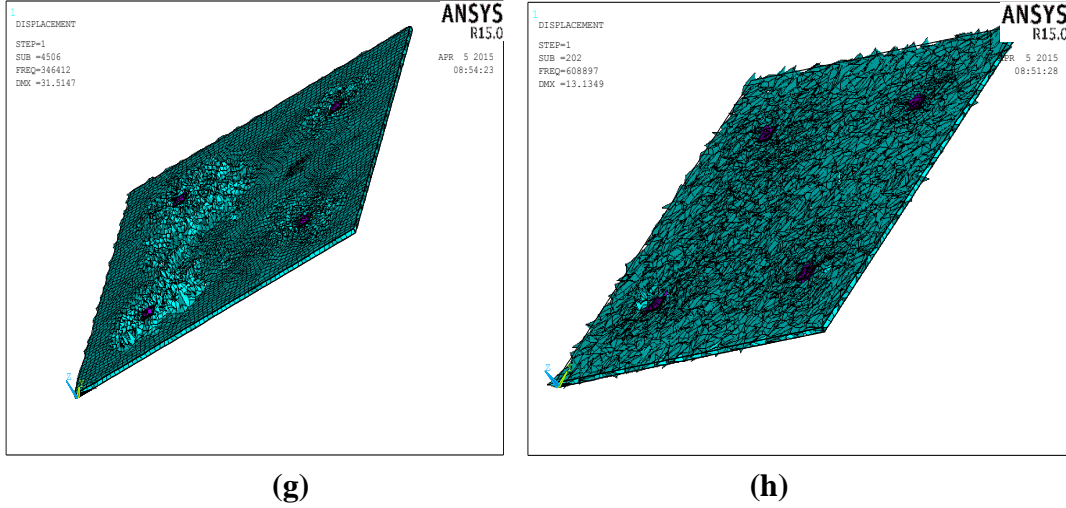 1
DISPLACEMENT
STEP=1
SUB =4506
FREQ=346412
DMX =31.5147
ANSYS
R15.0
APR 5 2015
08:54:23
Z
(g)
1
DISPLACEMENT
STEP=1
SUB =202
FREQ=608897
DMX =13.1349
ANSYS
R15.0
APR 5 2015
08:51:28
Z
(h)